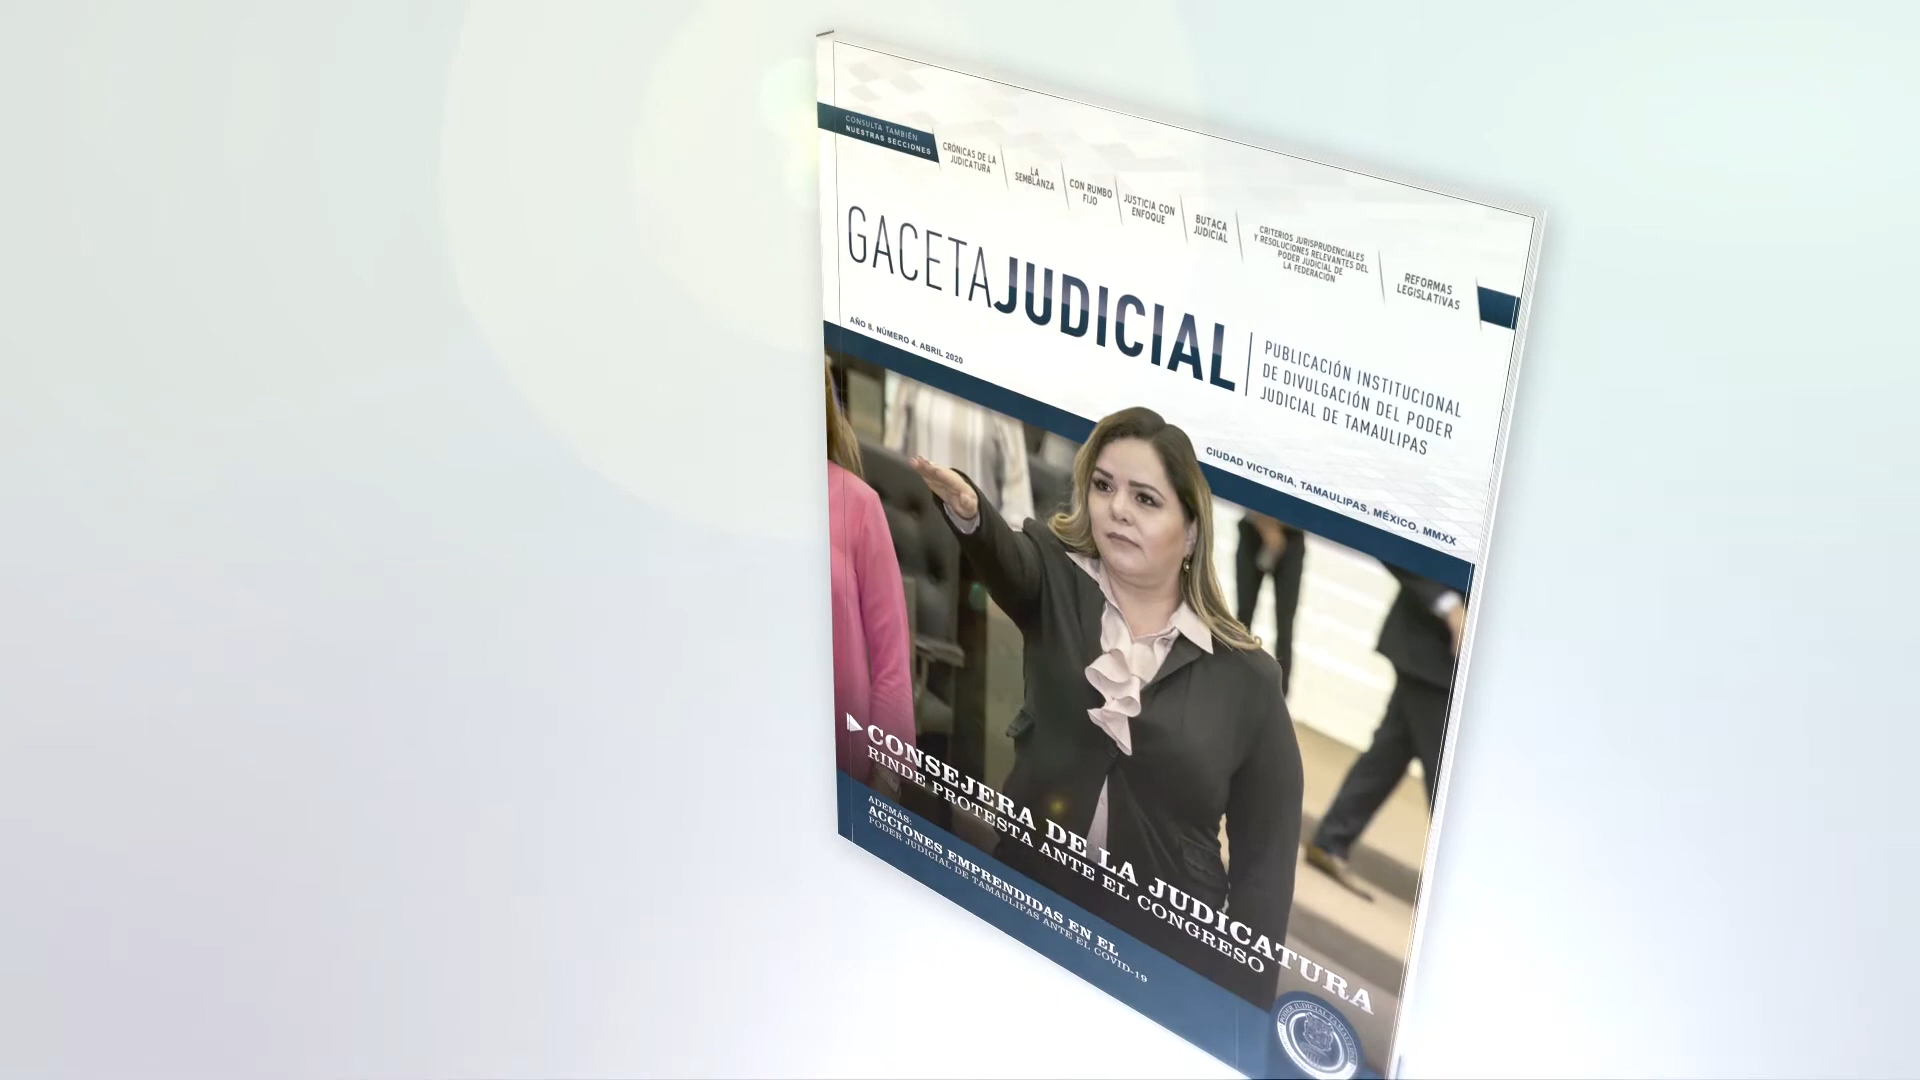 CONSULTA TAMBIÉN
NUESTRAS SECCIONES
CRÓNICAS DE LA
JUDICATURA
LA
SEMBLANZA
CON RUMBO
FIJO
JUSTICIA CON
ENFOQUE
BUTACA
JUDICIAL
CRITERIOS JURISPRUDENCIALES
Y RESOLUCIONES RELEVANTES DEL
PODER JUDICIAL DE
LA FEDERACIÓN
REFORMAS
LEGISLATIVAS
GACETAJUDICIAL
PUBLICACIÓN INSTITUCIONAL
DE DIVULGACIÓN DEL PODER
JUDICIAL DE TAMAULIPAS
AÑO 8. NÚMERO 4. ABRIL 2020
CIUDAD VICTORIA, TAMAULIPAS, MÉXICO, MMXX
CONSEJERA DE LA JUDICATURA
RINDE PROTESTA ANTE EL CONGRESO
ADEMÁS:
ACCIONES EMPRENDIDAS EN EL
PODER JUDICIAL DE TAMAULIPAS ANTE EL COVID-19
PODER JUDICIAL TAMAULIPAS